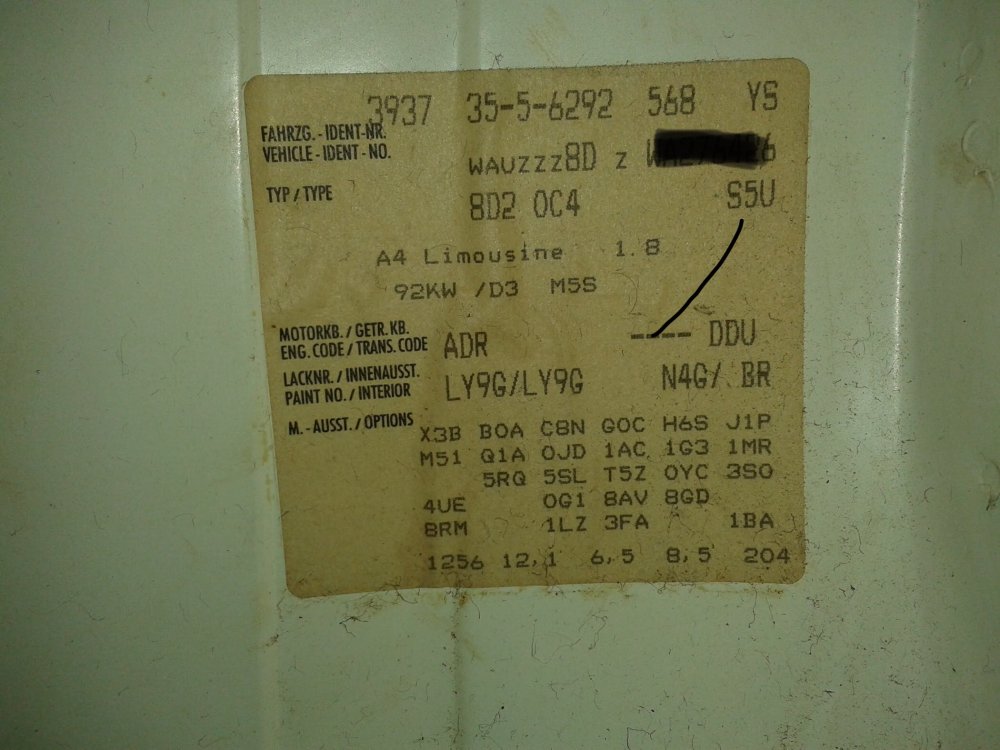 3937 35-5-6292 568 YS
FAHRZG. - IDENT-NR.
VEHICLE - IDENT - NO.
WAUZZZ8D Z
TYP / TYPE
8D2 0C4 S5U
A4 Limousine 1.8
92KW /D3 M5S
MOTORKB. / GETR. KB.
ENG. CODE / TRANS. CODE
ADR ---- DDU
LACKNR. / INNENAUSST.
PAINT NO. / INTERIOR
LY9G/LY9G N4G/ BR
M. - AUSST. / OPTIONS
X3B B0A C8N G0C H6S J1P
M51 Q1A 0JD 1AC 1G3 1MR
5RQ 5SL T5Z 0YC 3S0
4UE 0G1 8AV 8GD
8RM 1LZ 3FA 1BA
1256 12,1 6,5 8,5 204